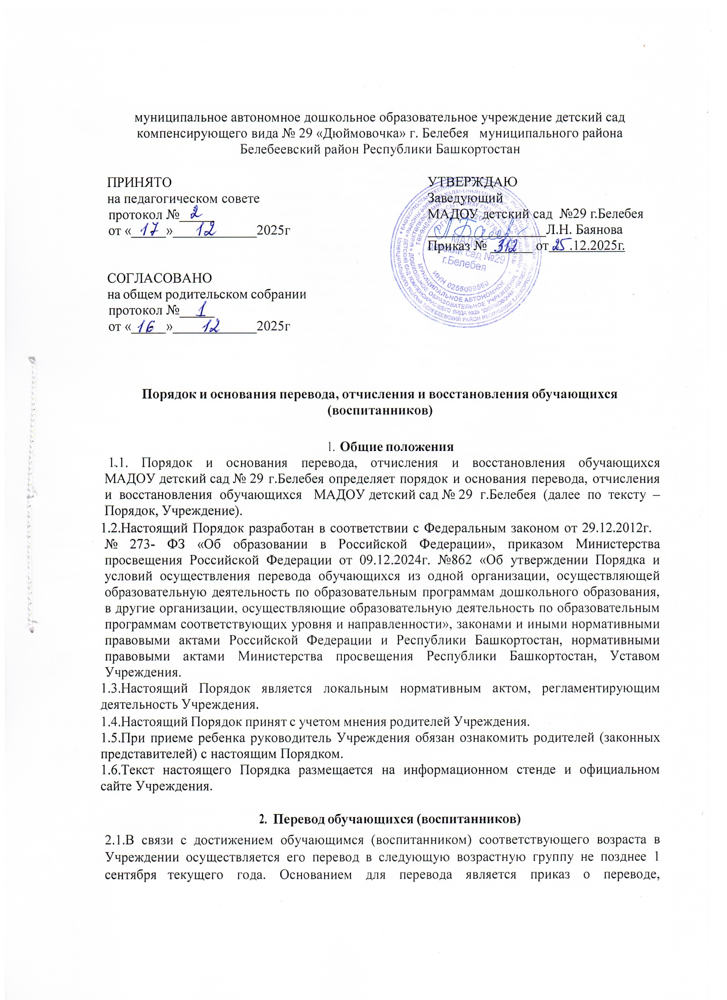 муниципальное автономное дошкольное образовательное учреждение детский сад
компенсирующего вида № 29 «Дюймовочка» г. Белебея муниципального района
Белебеевский район Республики Башкортостан
ПРИНЯТО
на педагогическом совете
протокол № 2
от « 17 » 12 2025г
УТВЕРЖДАЮ
Заведующий
МАДОУ детский сад №29 г.Белебея
Л.Н. Баянова
Приказ № 312 от 25 .12.2025г.
МАДОУ
детский сад №29
г.Белебея
ИНН 0255009560
МУНИЦИПАЛЬНОЕ АВТОНОМНОЕ
ДОШКОЛЬНОЕ ОБРАЗОВАТЕЛЬНОЕ УЧРЕЖДЕНИЕ
СОГЛАСОВАНО
на общем родительском собрании
протокол № 1
от « 16 » 12 2025г
Порядок и основания перевода, отчисления и восстановления обучающихся
(воспитанников)
1. Общие положения
1.1. Порядок и основания перевода, отчисления и восстановления обучающихся
МАДОУ детский сад № 29 г.Белебея определяет порядок и основания перевода, отчисления
и восстановления обучающихся МАДОУ детский сад № 29 г.Белебея (далее по тексту –
Порядок, Учреждение).
1.2.Настоящий Порядок разработан в соответствии с Федеральным законом от 29.12.2012г.
№ 273- ФЗ «Об образовании в Российской Федерации», приказом Министерства
просвещения Российской Федерации от 09.12.2024г. №862 «Об утверждении Порядка и
условий осуществления перевода обучающихся из одной организации, осуществляющей
образовательную деятельность по образовательным программам дошкольного образования,
в другие организации, осуществляющие образовательную деятельность по образовательным
программам соответствующих уровня и направленности», законами и иными нормативными
правовыми актами Российской Федерации и Республики Башкортостан, нормативными
правовыми актами Министерства просвещения Республики Башкортостан, Уставом
Учреждения.
1.3.Настоящий Порядок является локальным нормативным актом, регламентирующим
деятельность Учреждения.
1.4.Настоящий Порядок принят с учетом мнения родителей Учреждения.
1.5.При приеме ребенка руководитель Учреждения обязан ознакомить родителей (законных
представителей) с настоящим Порядком.
1.6.Текст настоящего Порядка размещается на информационном стенде и официальном
сайте Учреждения.
2. Перевод обучающихся (воспитанников)
2.1.В связи с достижением обучающимся (воспитанником) соответствующего возраста в
Учреждении осуществляется его перевод в следующую возрастную группу не позднее 1
сентября текущего года. Основанием для перевода является приказ о переводе,